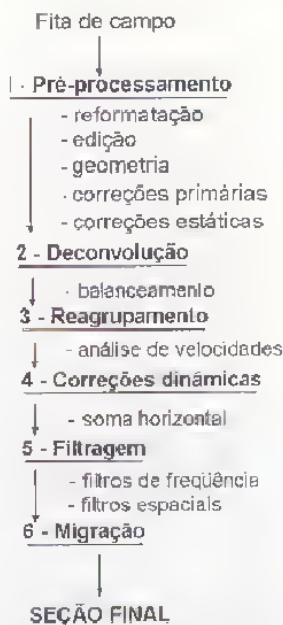 Fita de campo
1 - Pré-processamento
- reformatação
- edição
- geometria
- correções primárias
- correções estáticas
2 - Deconvolução
- balanceamento
3 - Reagrupamento
- análise de velocidades
4 - Correções dinámicas
- soma horizontal
5 - Filtragem
- filtros de freqüência
- filtros espaciais
6 - Migração
SEÇÃO FINAL